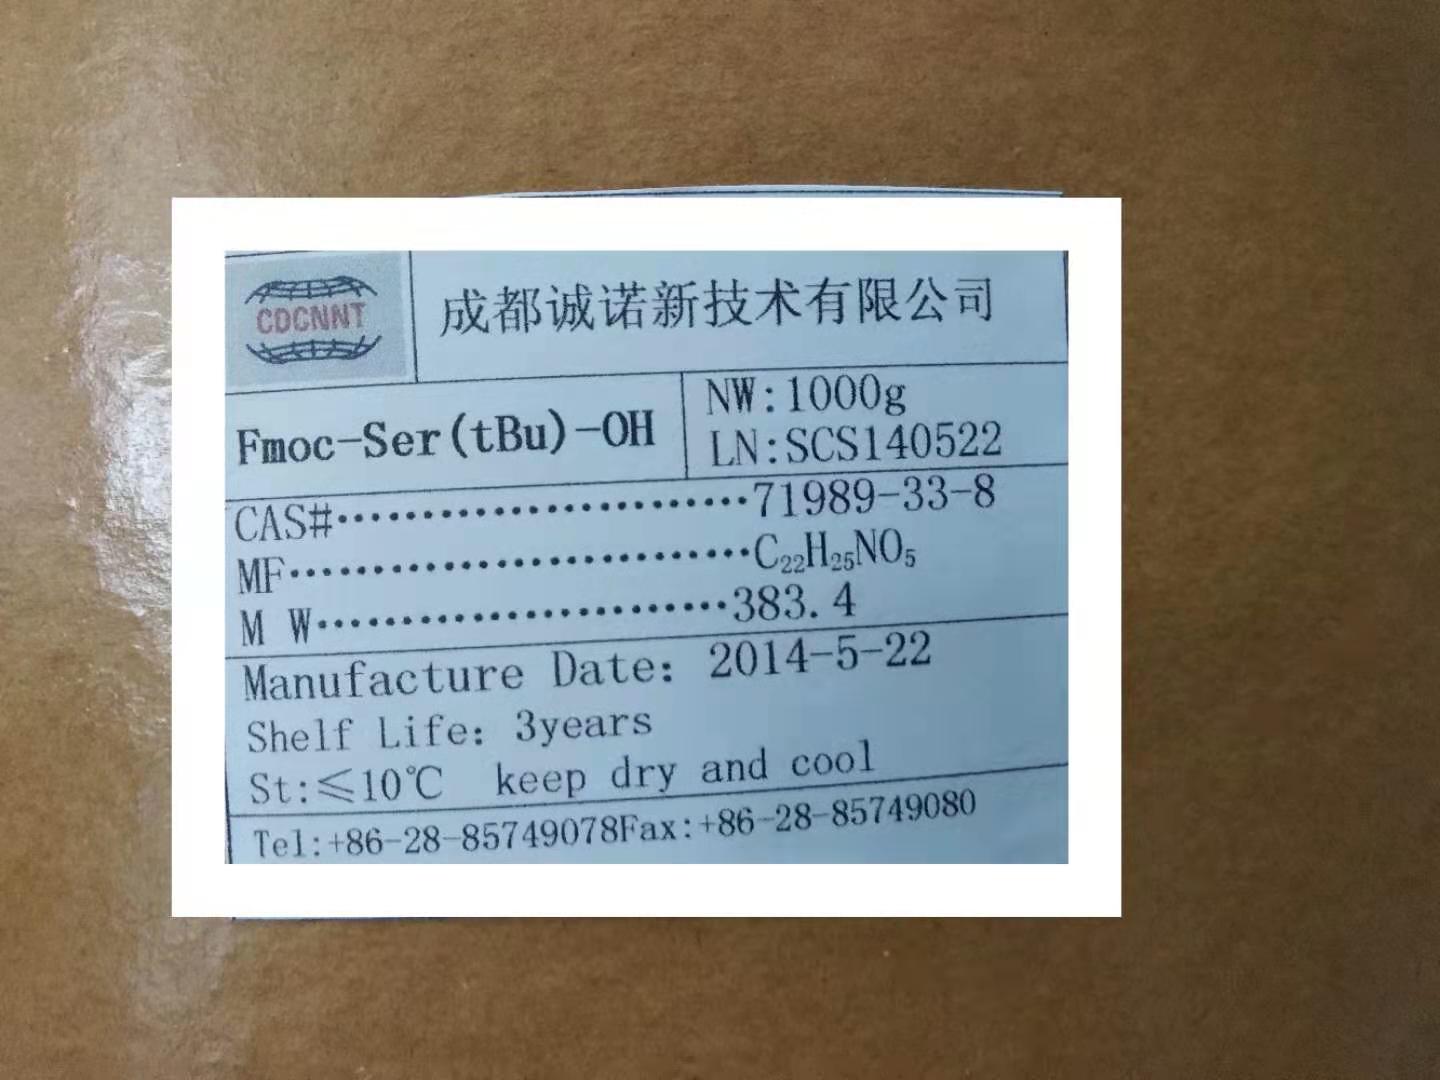 CDCNNT
成都诚诺新技术有限公司
Fmoc-Ser(tBu)-OH
NW:1000g
LN:SCS140522
CAS#························71989-33-8
MF···························C₂₂H₂₅NO₅
M W························383.4
Manufacture Date: 2014-5-22
Shelf Life: 3years
St:≤10℃ keep dry and cool
Tel:+86-28-85749078Fax:+86-28-85749080